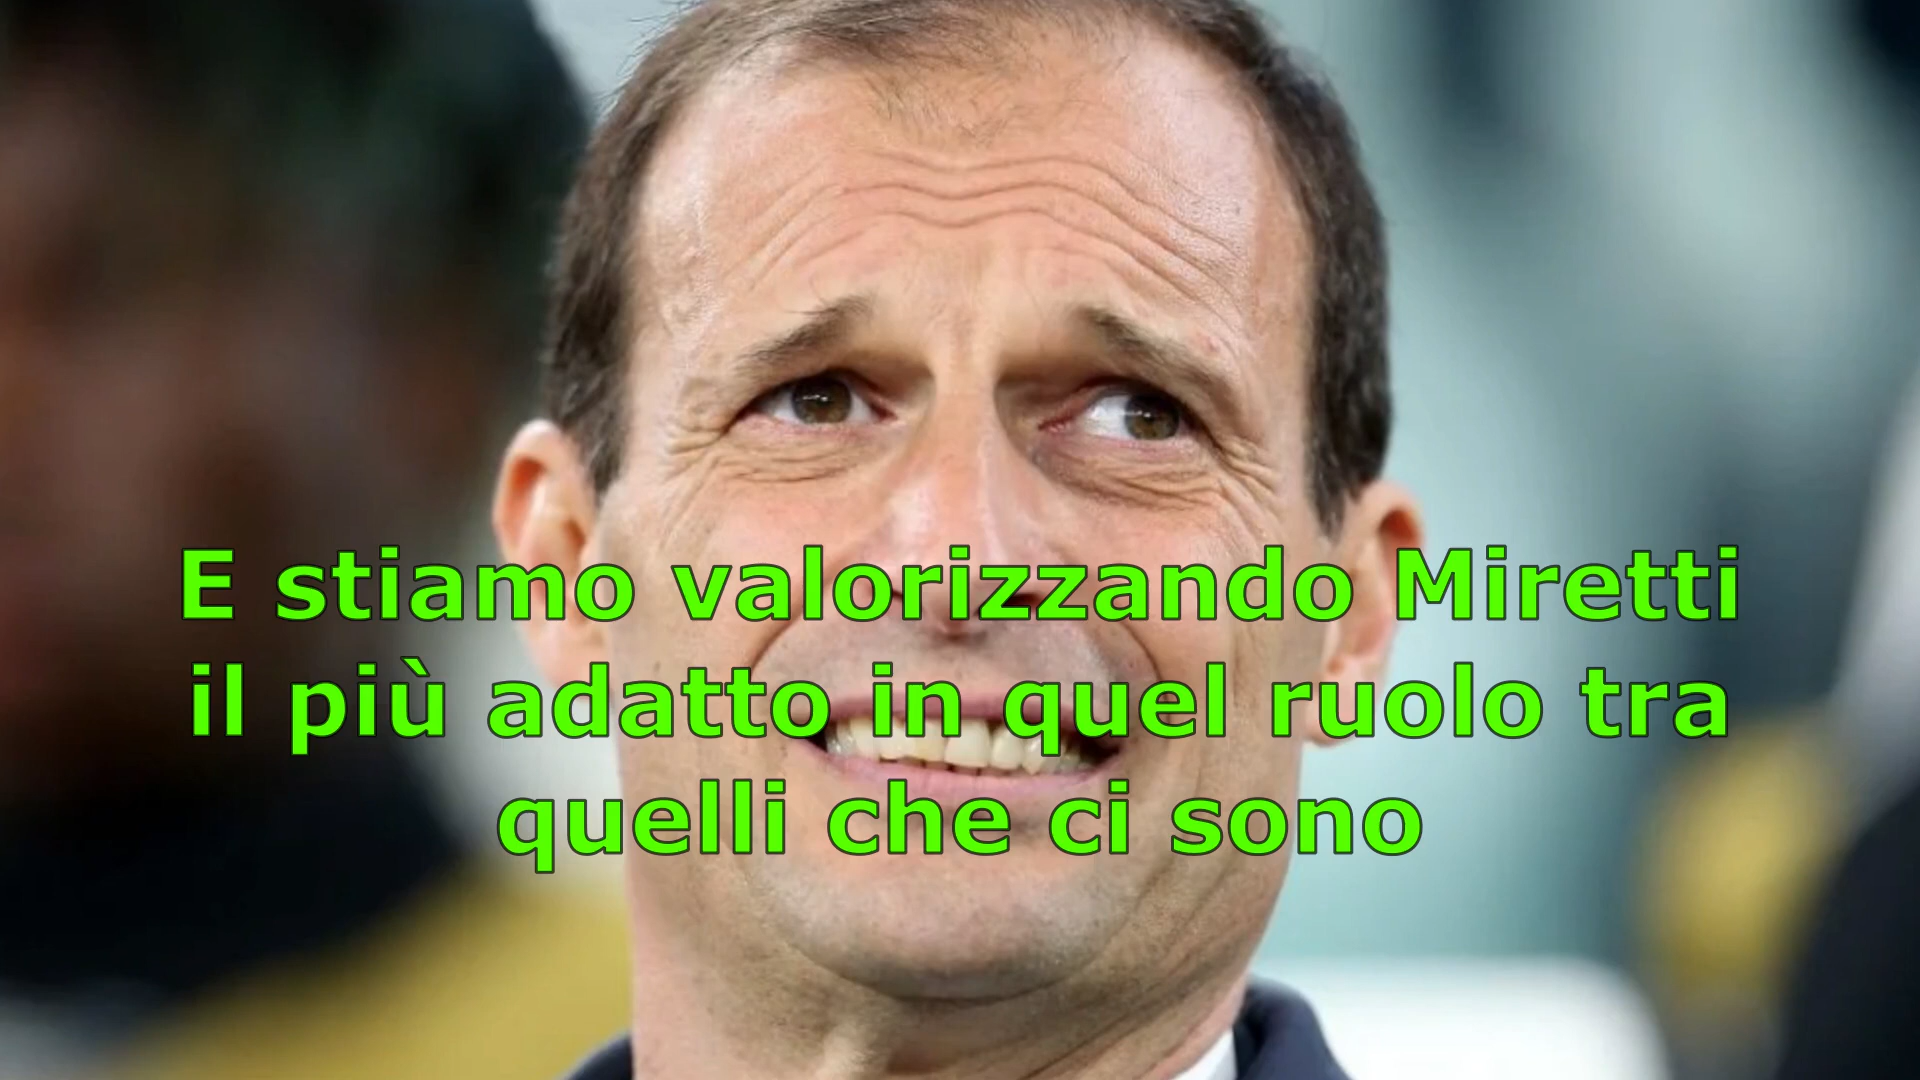 E stiamo valorizzando Miretti
il più adatto in quel ruolo tra
quelli che ci sono